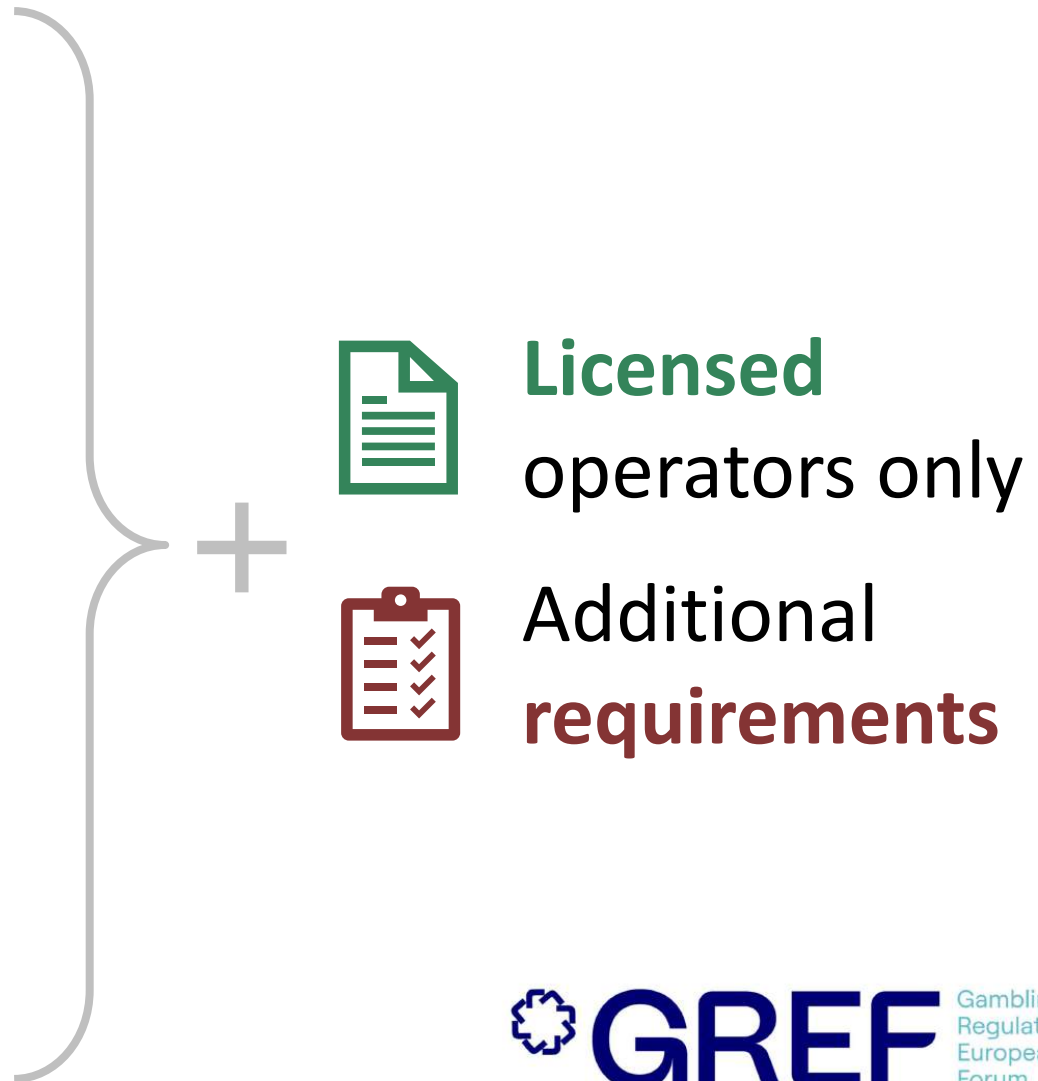 Licensed
operators only
+
Additional
requirements
GREF